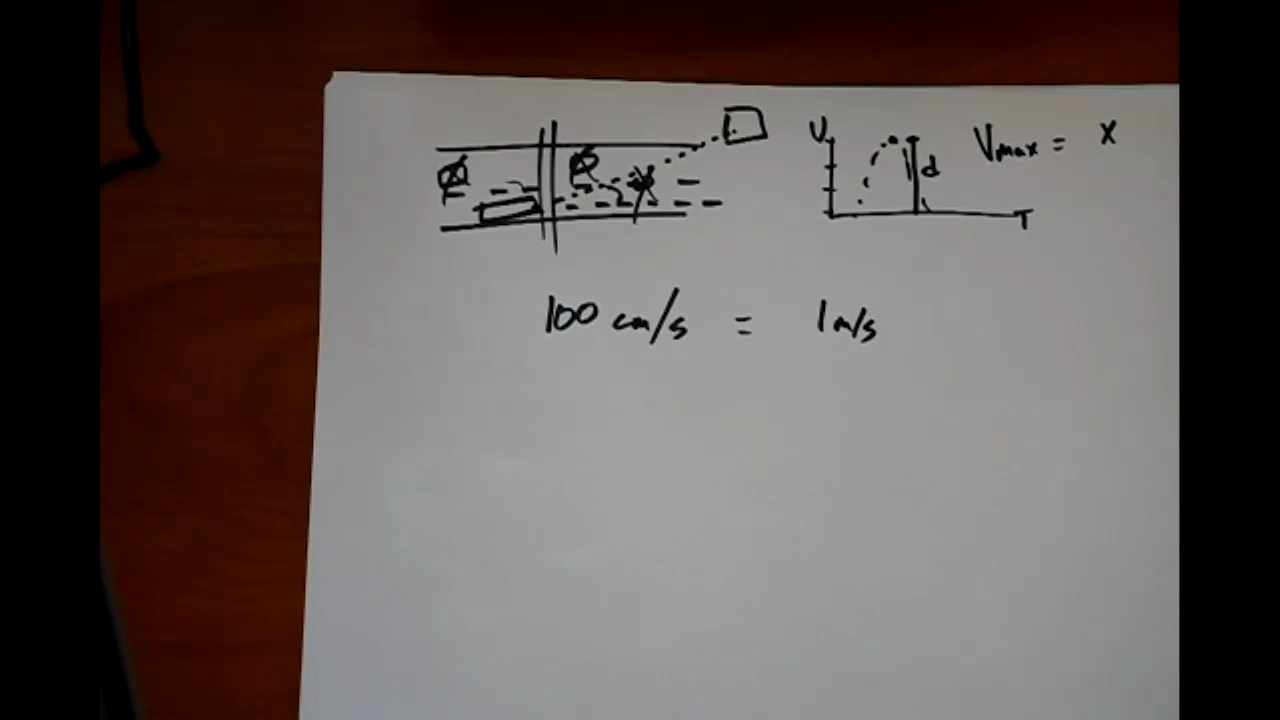 V d Vmax = x
T
100 cm/s = 1 m/s